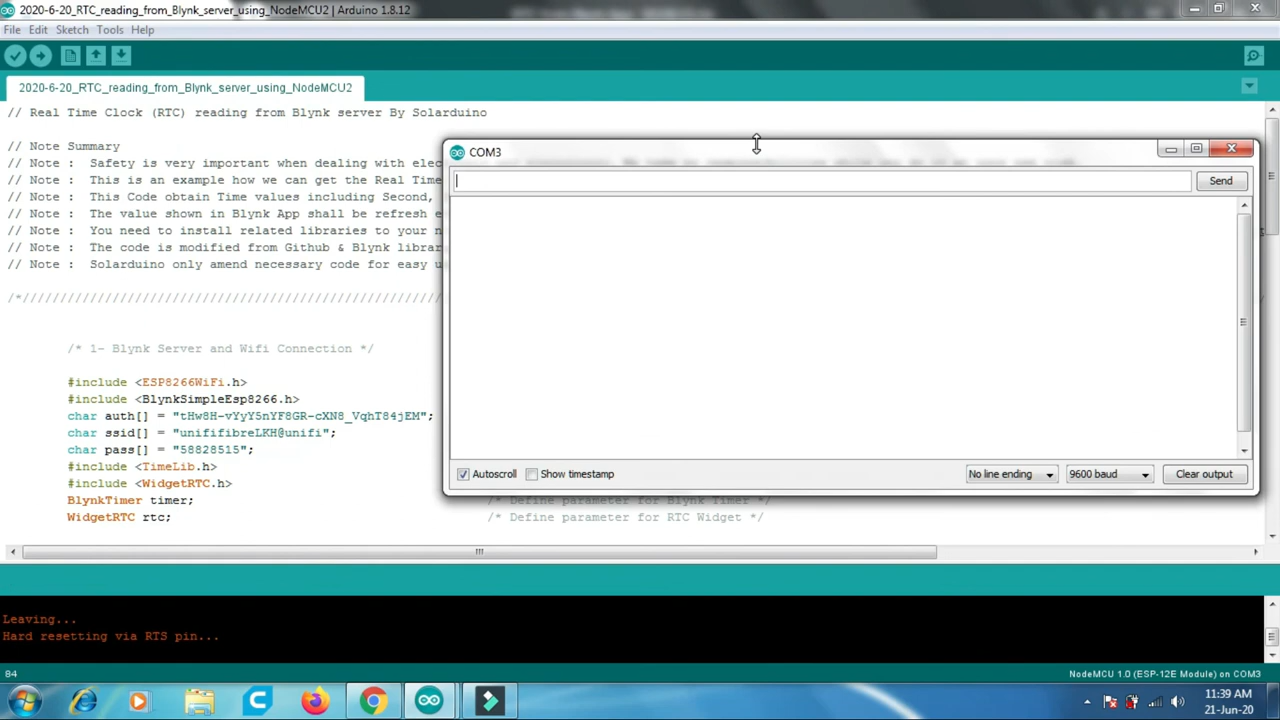 2020-6-20_RTC_reading_from_Blynk_server_using_NodeMCU2 | Arduino 1.8.12
File Edit Sketch Tools Help
2020-6-20_RTC_reading_from_Blynk_server_using_NodeMCU2
// Real Time Clock (RTC) reading from Blynk server By Solarduino
// Note Summary
// Note : Safety is very important when dealing with elec
// Note : This is an example how we can get the Real Time
// Note : This Code obtain Time values including Second,
// Note : The value shown in Blynk App shall be refresh e
// Note : You need to install related libraries to your n
// Note : The code is modified from Github & Blynk librar
// Note : Solarduino only amend necessary code for easy u
/*/////////////////////////////////////////////////////////
/* 1- Blynk Server and Wifi Connection */
#include <ESP8266WiFi.h>
#include <BlynkSimpleEsp8266.h>
char auth[] = "tHw8H-vYyY5nYF8GR-cXN8_VqhT84jEM";
char ssid[] = "unififibreLKH@unifi";
char pass[] = "58828515";
#include <TimeLib.h>
#include <WidgetRTC.h>
BlynkTimer timer; /* Define parameter for Blynk Timer */
WidgetRTC rtc; /* Define parameter for RTC Widget */
COM3
Send
Autoscroll Show timestamp No line ending 9600 baud Clear output
Leaving...
Hard resetting via RTS pin...
84 NodeMCU 1.0 (ESP-12E Module) on COM3
11:39 AM
21-Jun-20